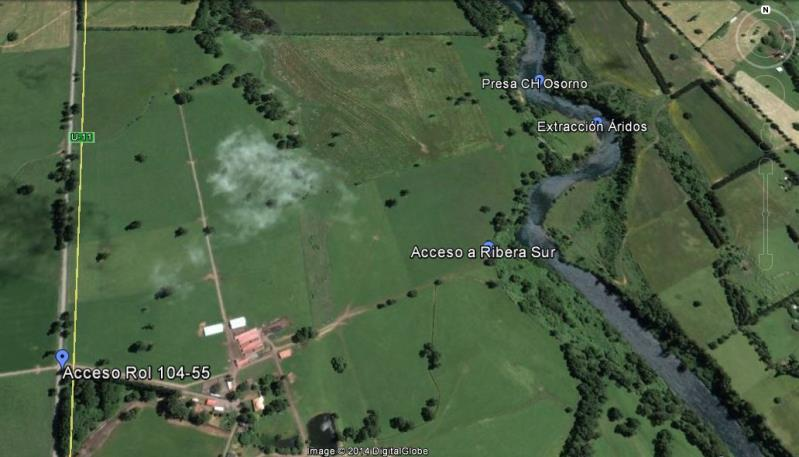 N
Presa CH Osorno
Extracción Áridos
U-11
Acceso a Ribera Sur
Acceso Rol 104-55
Image © 2014 DigitalGlobe